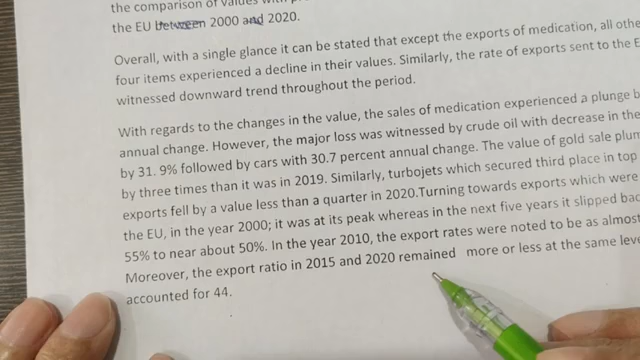 the comparison of values with
the EU between 2000 and 2020.
Overall, with a single glance it can be stated that except the exports of medication, all
four items experienced a decline in their values. Similarly, the rate of exports sent to the
witnessed downward trend throughout the period.
With regards to the changes in the value, the sales of medication experienced a plunge
annual change. However, the major loss was witnessed by crude oil with decrease in the
by 31. 9% followed by cars with 30.7 percent annual change. The value of gold sale
by three times than it was in 2019. Similarly, turbojets which secured third place in top
exports fell by a value less than a quarter in 2020.Turning towards exports which were
the EU, in the year 2000; it was at its peak whereas in the next five years it slipped
55% to near about 50%. In the year 2010, the export rates were noted to be as almost
Moreover, the export ratio in 2015 and 2020 remained more or less at the same
accounted for 44.